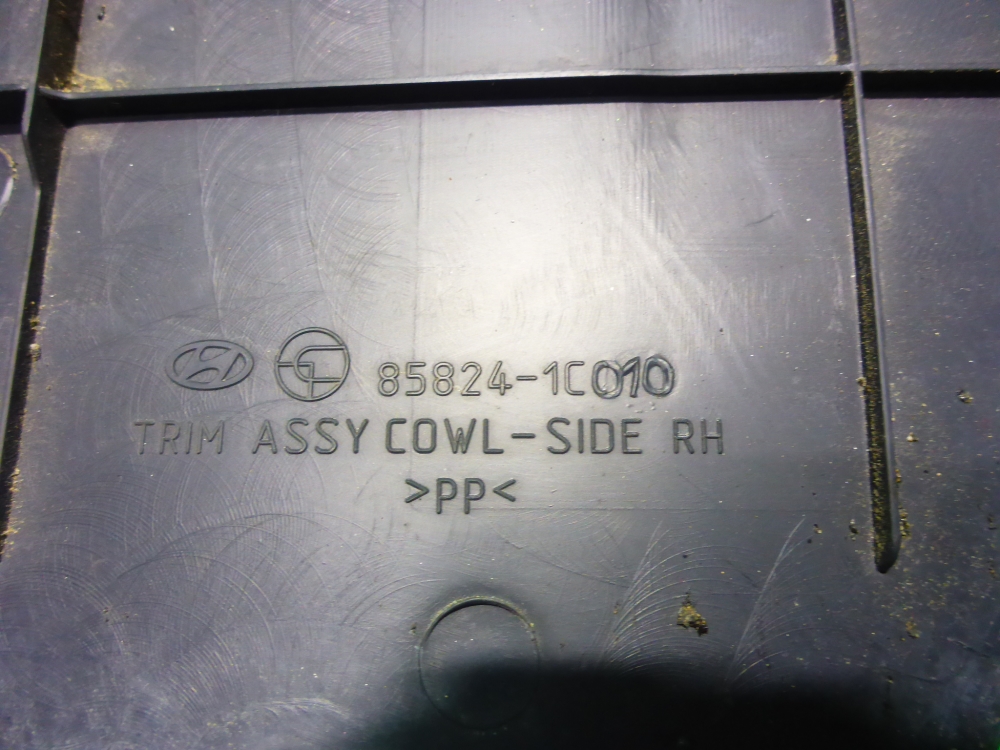 85824-1C010
TRIM ASSY COWL-SIDE RH
>PP<